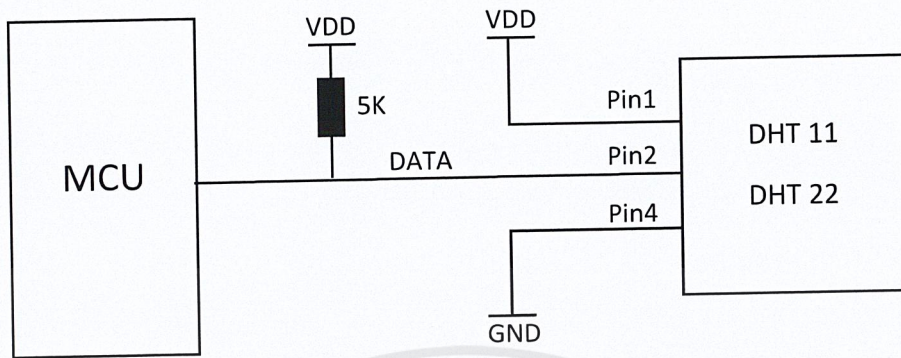 VDD
VDD
5K
Pin1
DHT 11
MCU
DATA
Pin2
DHT 22
Pin4
GND